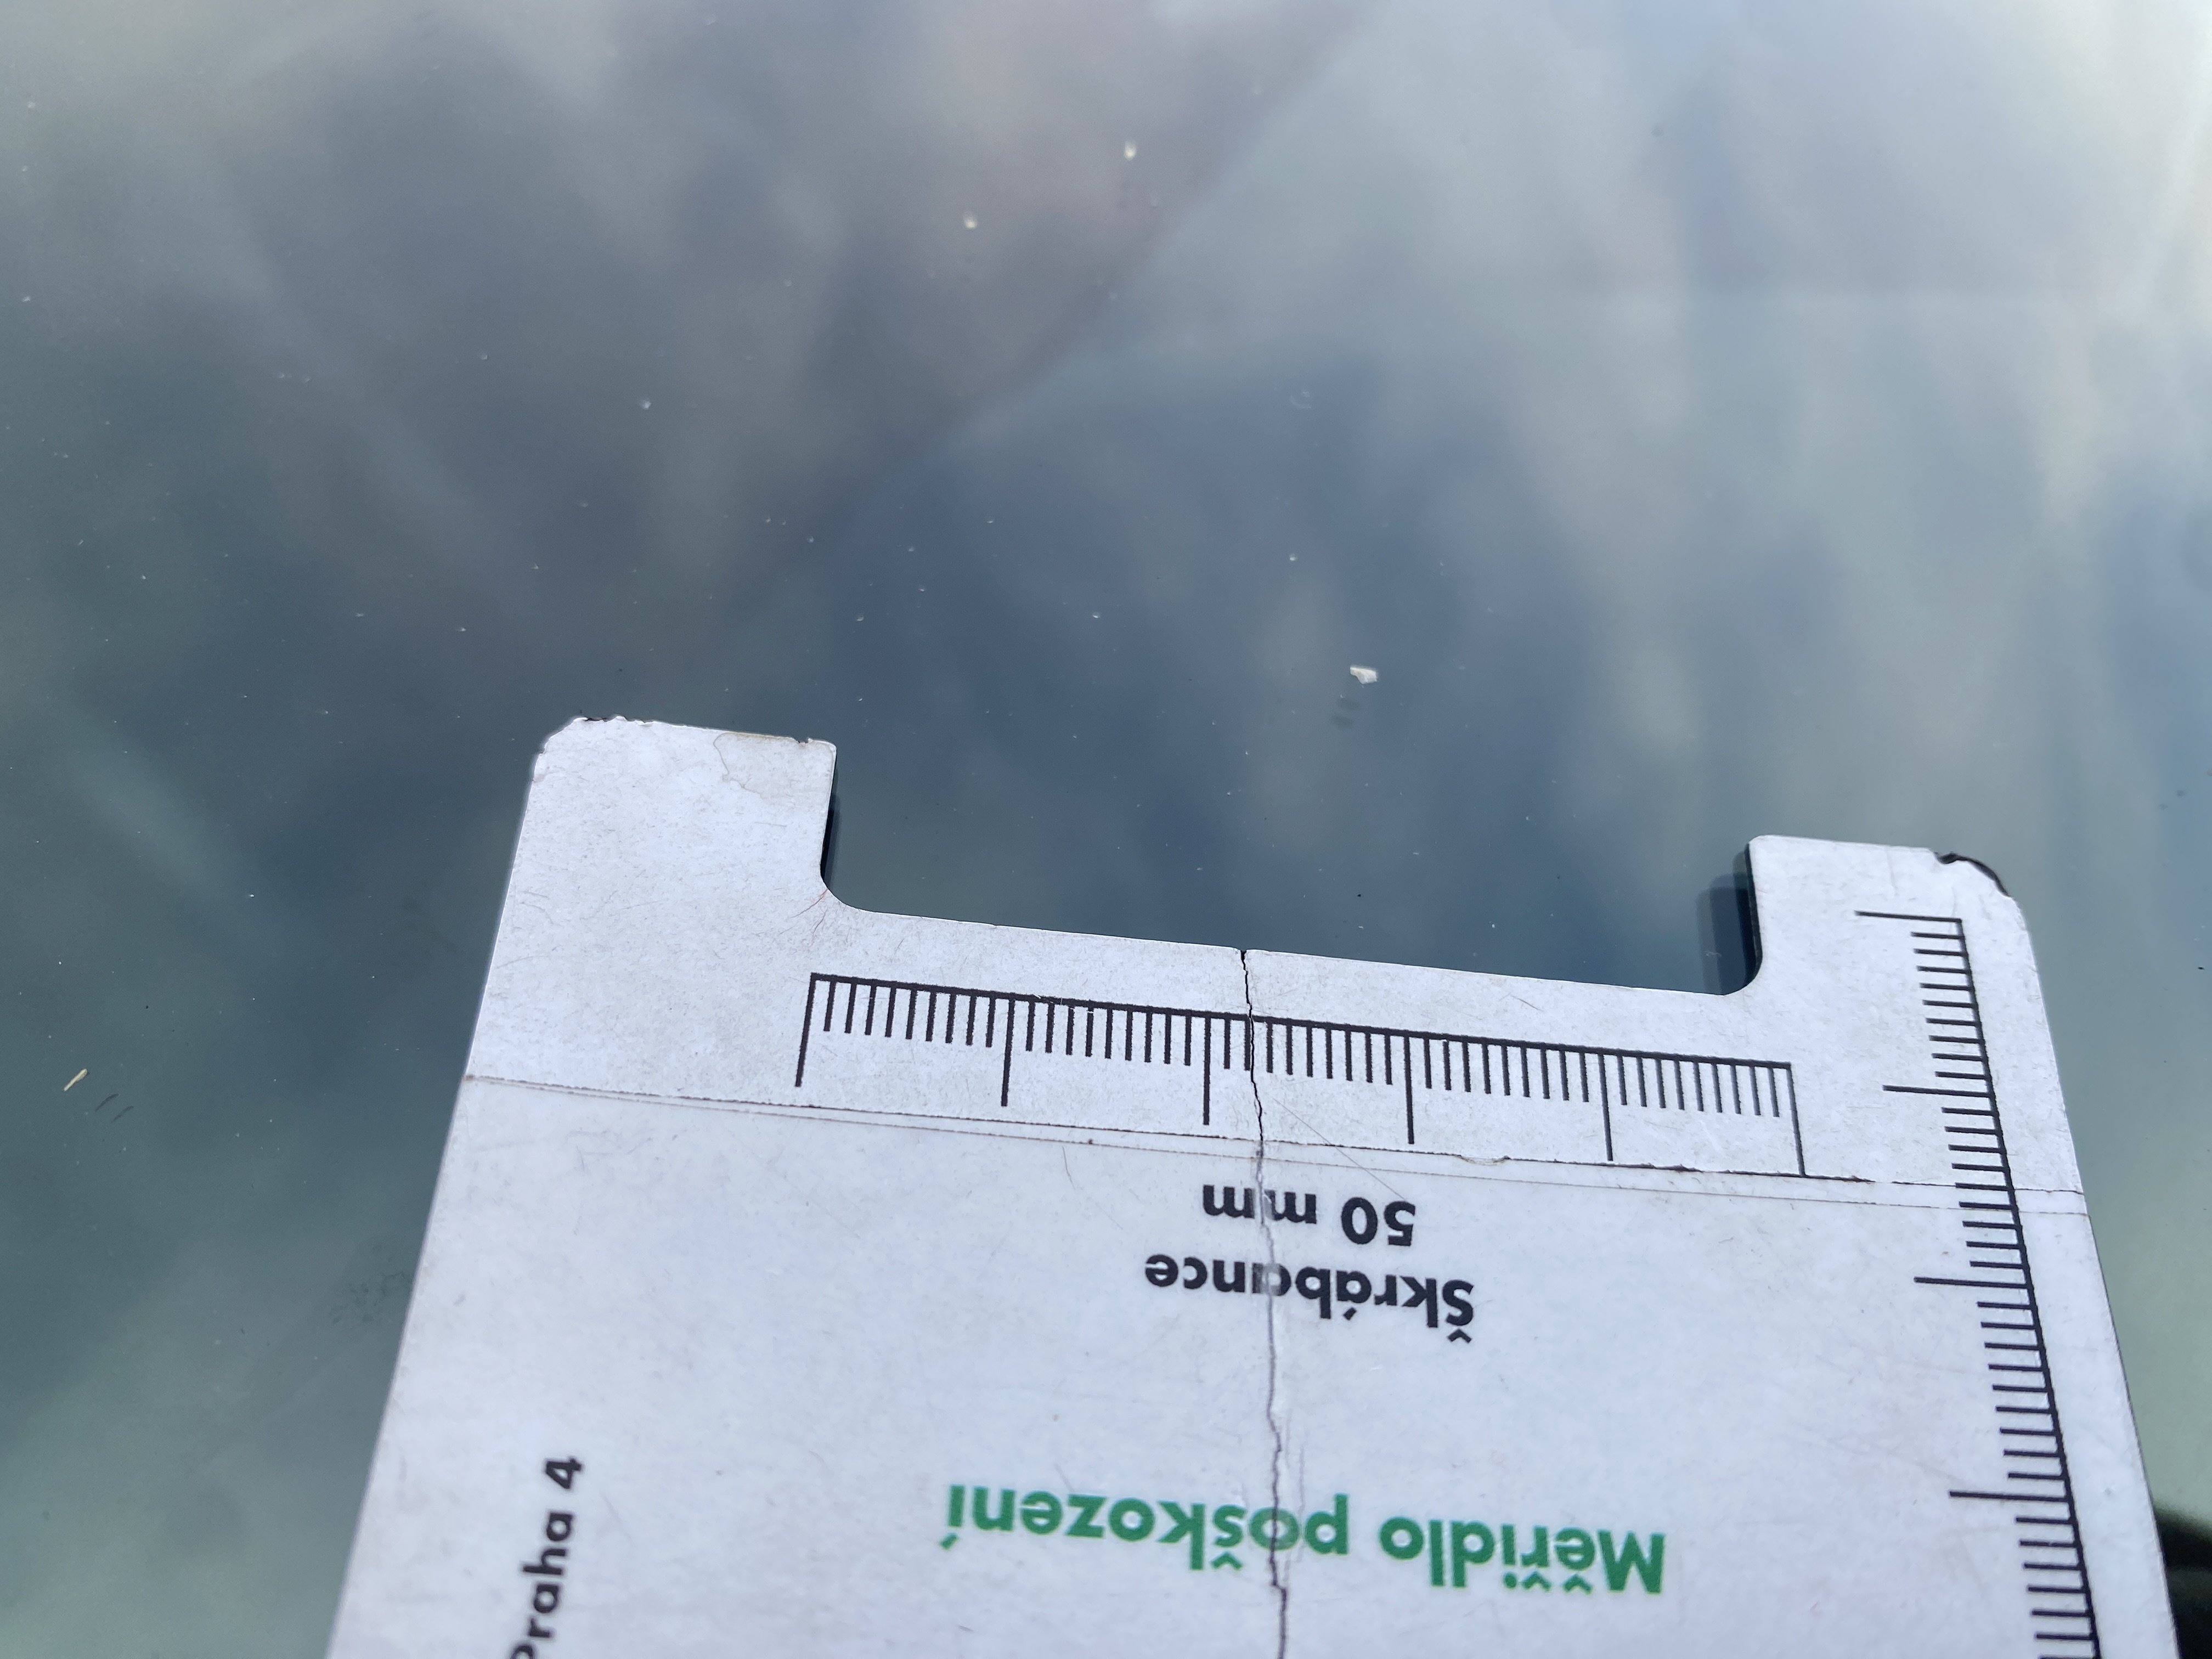 Měřidlo poškození
Škrábance
50 mm
Praha 4